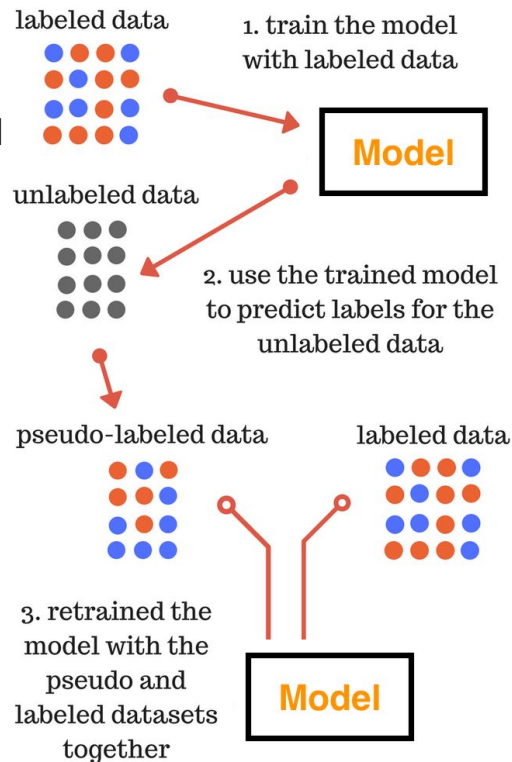 labeled data
1. train the model
with labeled data
Model
unlabeled data
2. use the trained model
to predict labels for the
unlabeled data
pseudo-labeled data
labeled data
3. retrained the
model with the
pseudo and
labeled datasets
together
Model